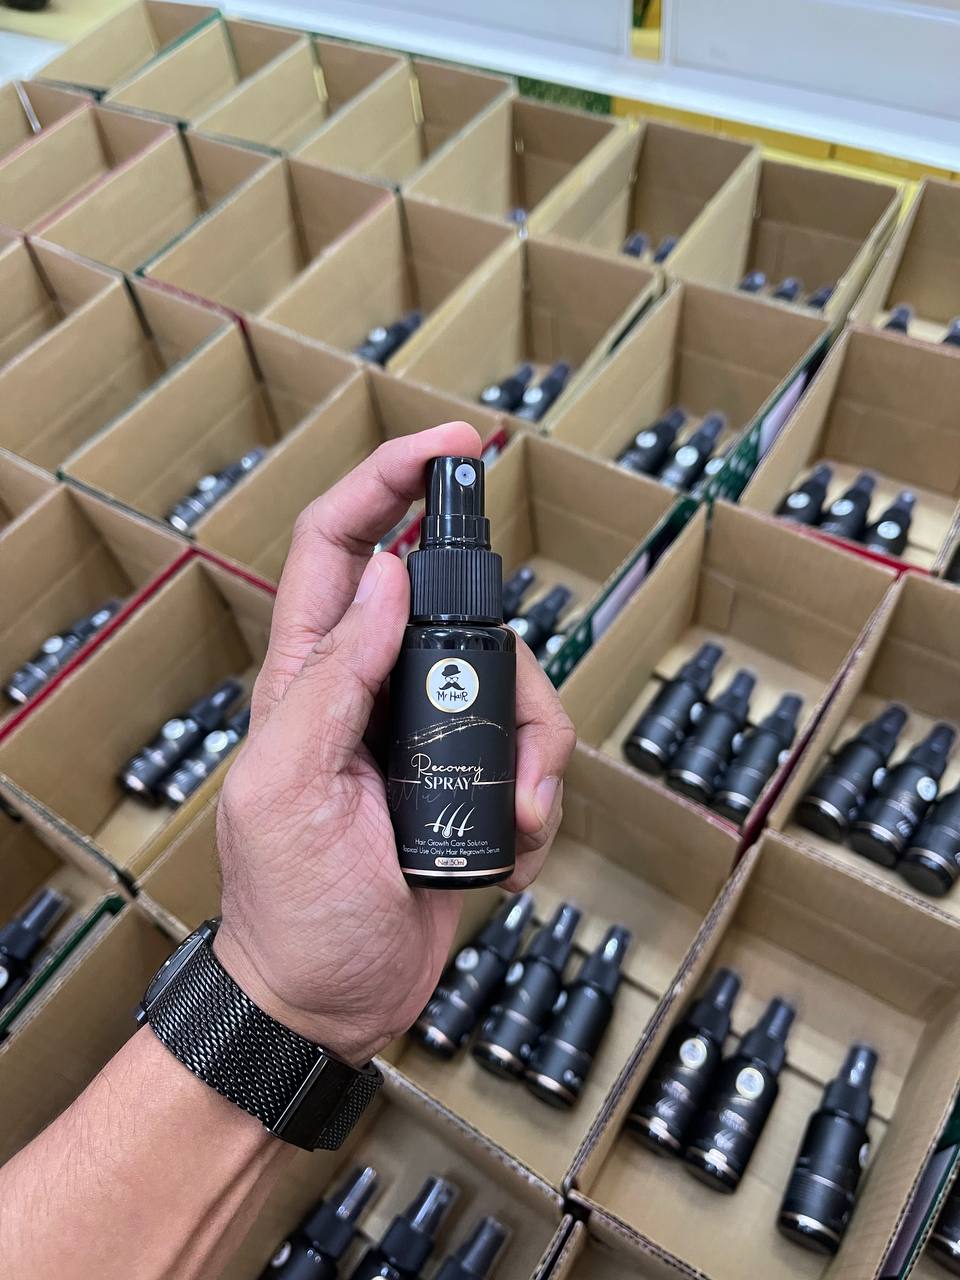 Mr HaiR
Recovery
SPRAY
Hair Growth Care Solution
Topical Use Only Hair Regrowth Serum
Net 50ml